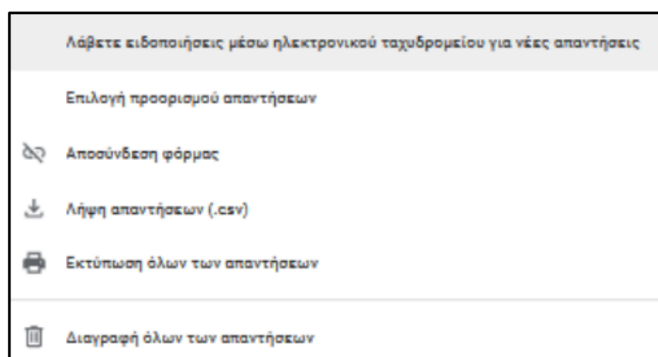 Λάβετε ειδοποιήσεις μέσω ηλεκτρονικού ταχυδρομείου για νέες απαντήσεις
Επιλογή προορισμού απαντήσεων
Αποσύνδεση φόρμας
Λήψη απαντήσεων (.csv)
Εκτύπωση όλων των απαντήσεων
Διαγραφή όλων των απαντήσεων